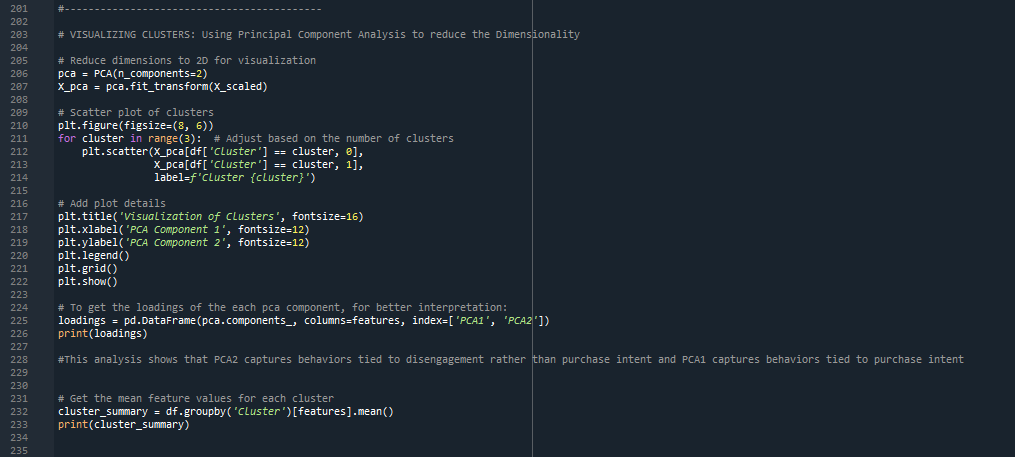 201 #-------------------------------------------
202
203 # VISUALIZING CLUSTERS: Using Principal Component Analysis to reduce the Dimensionality
204
205 # Reduce dimensions to 2D for visualization
206 pca = PCA(n_components=2)
207 X_pca = pca.fit_transform(X_scaled)
208
209 # Scatter plot of clusters
210 plt.figure(figsize=(8, 6))
211 for cluster in range(3):  # Adjust based on the number of clusters
212     plt.scatter(X_pca[df['Cluster'] == cluster, 0],
213                 X_pca[df['Cluster'] == cluster, 1],
214                 label=f'Cluster {cluster}')
215
216 # Add plot details
217 plt.title('Visualization of Clusters', fontsize=16)
218 plt.xlabel('PCA Component 1', fontsize=12)
219 plt.ylabel('PCA Component 2', fontsize=12)
220 plt.legend()
221 plt.grid()
222 plt.show()
223
224 # To get the loadings of the each pca component, for better interpretation:
225 loadings = pd.DataFrame(pca.components_, columns=features, index=['PCA1', 'PCA2'])
226 print(loadings)
227
228 #This analysis shows that PCA2 captures behaviors tied to disengagement rather than purchase intent and PCA1 captures behaviors tied to purchase intent
229
230
231 # Get the mean feature values for each cluster
232 cluster_summary = df.groupby('Cluster')[features].mean()
233 print(cluster_summary)
234
235